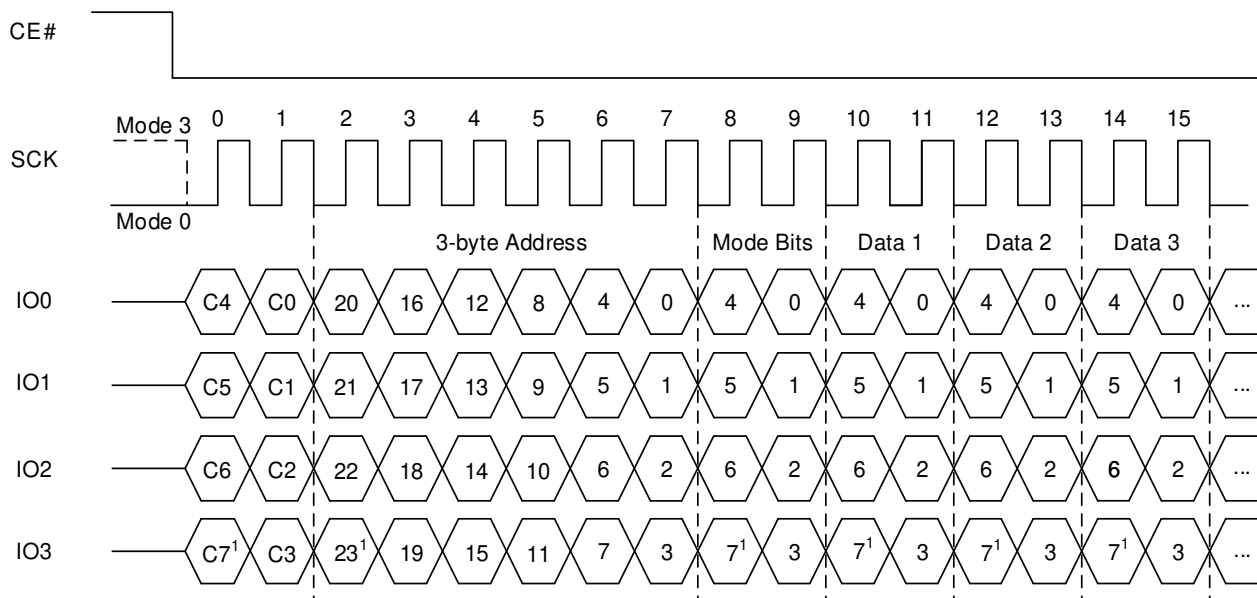 CE#
Mode 3 0 1 2 3 4 5 6 7 8 9 10 11 12 13 14 15
SCK
Mode 0
3-byte Address Mode Bits Data 1 Data 2 Data 3
IO0 C4 C0 20 16 12 8 4 0 4 0 4 0 4 0 4 0 ...
IO1 C5 C1 21 17 13 9 5 1 5 1 5 1 5 1 5 1 ...
IO2 C6 C2 22 18 14 10 6 2 6 2 6 2 6 2 6 2 ...
IO3 C7¹ C3 23¹ 19 15 11 7 3 7¹ 3 7¹ 3 7¹ 3 7¹ 3 ...